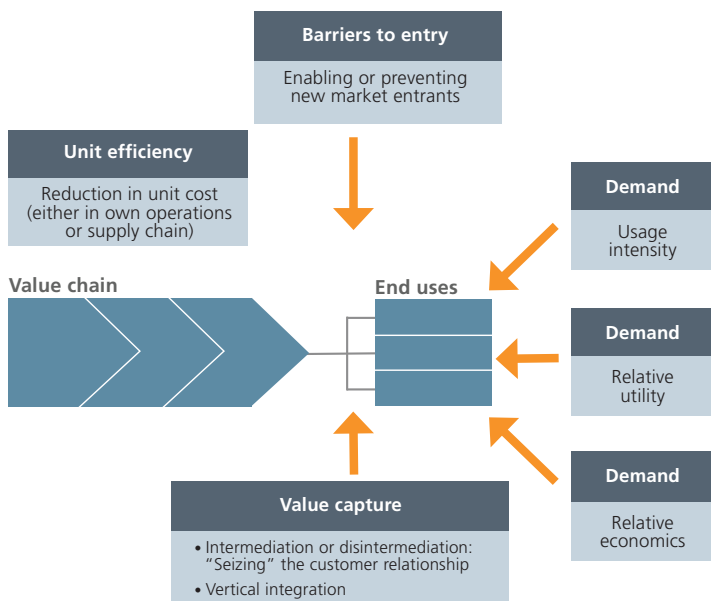 Barriers to entry
Enabling or preventing
new market entrants
Unit efficiency
Reduction in unit cost
(either in own operations
or supply chain)
Demand
Usage
intensity
Value chain
End uses
Demand
Relative
utility
Value capture
• Intermediation or disintermediation:
“Seizing” the customer relationship
• Vertical integration
Demand
Relative
economics